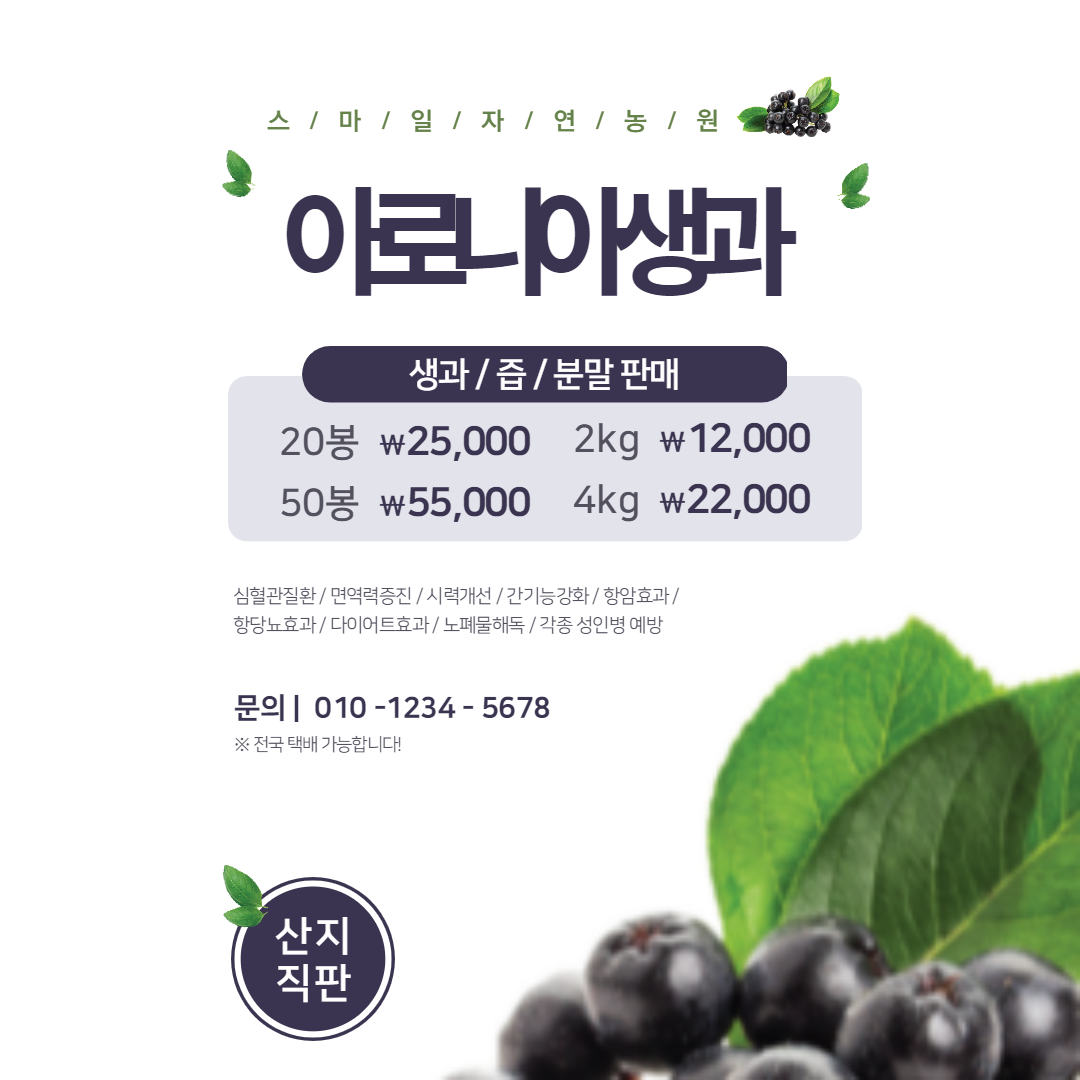 스 / 마 / 일 / 자 / 연 / 농 / 원
아로니아생과
생과 / 즙 / 분말 판매
20봉 ₩25,000 2kg ₩12,000
50봉 ₩55,000 4kg ₩22,000
심혈관질환 / 면역력증진 / 시력개선 / 간기능강화 / 항암효과 /
항당뇨효과 / 다이어트효과 / 노폐물해독 / 각종 성인병 예방
문의 | 010 -1234 - 5678
※ 전국 택배 가능합니다!
산지
직판